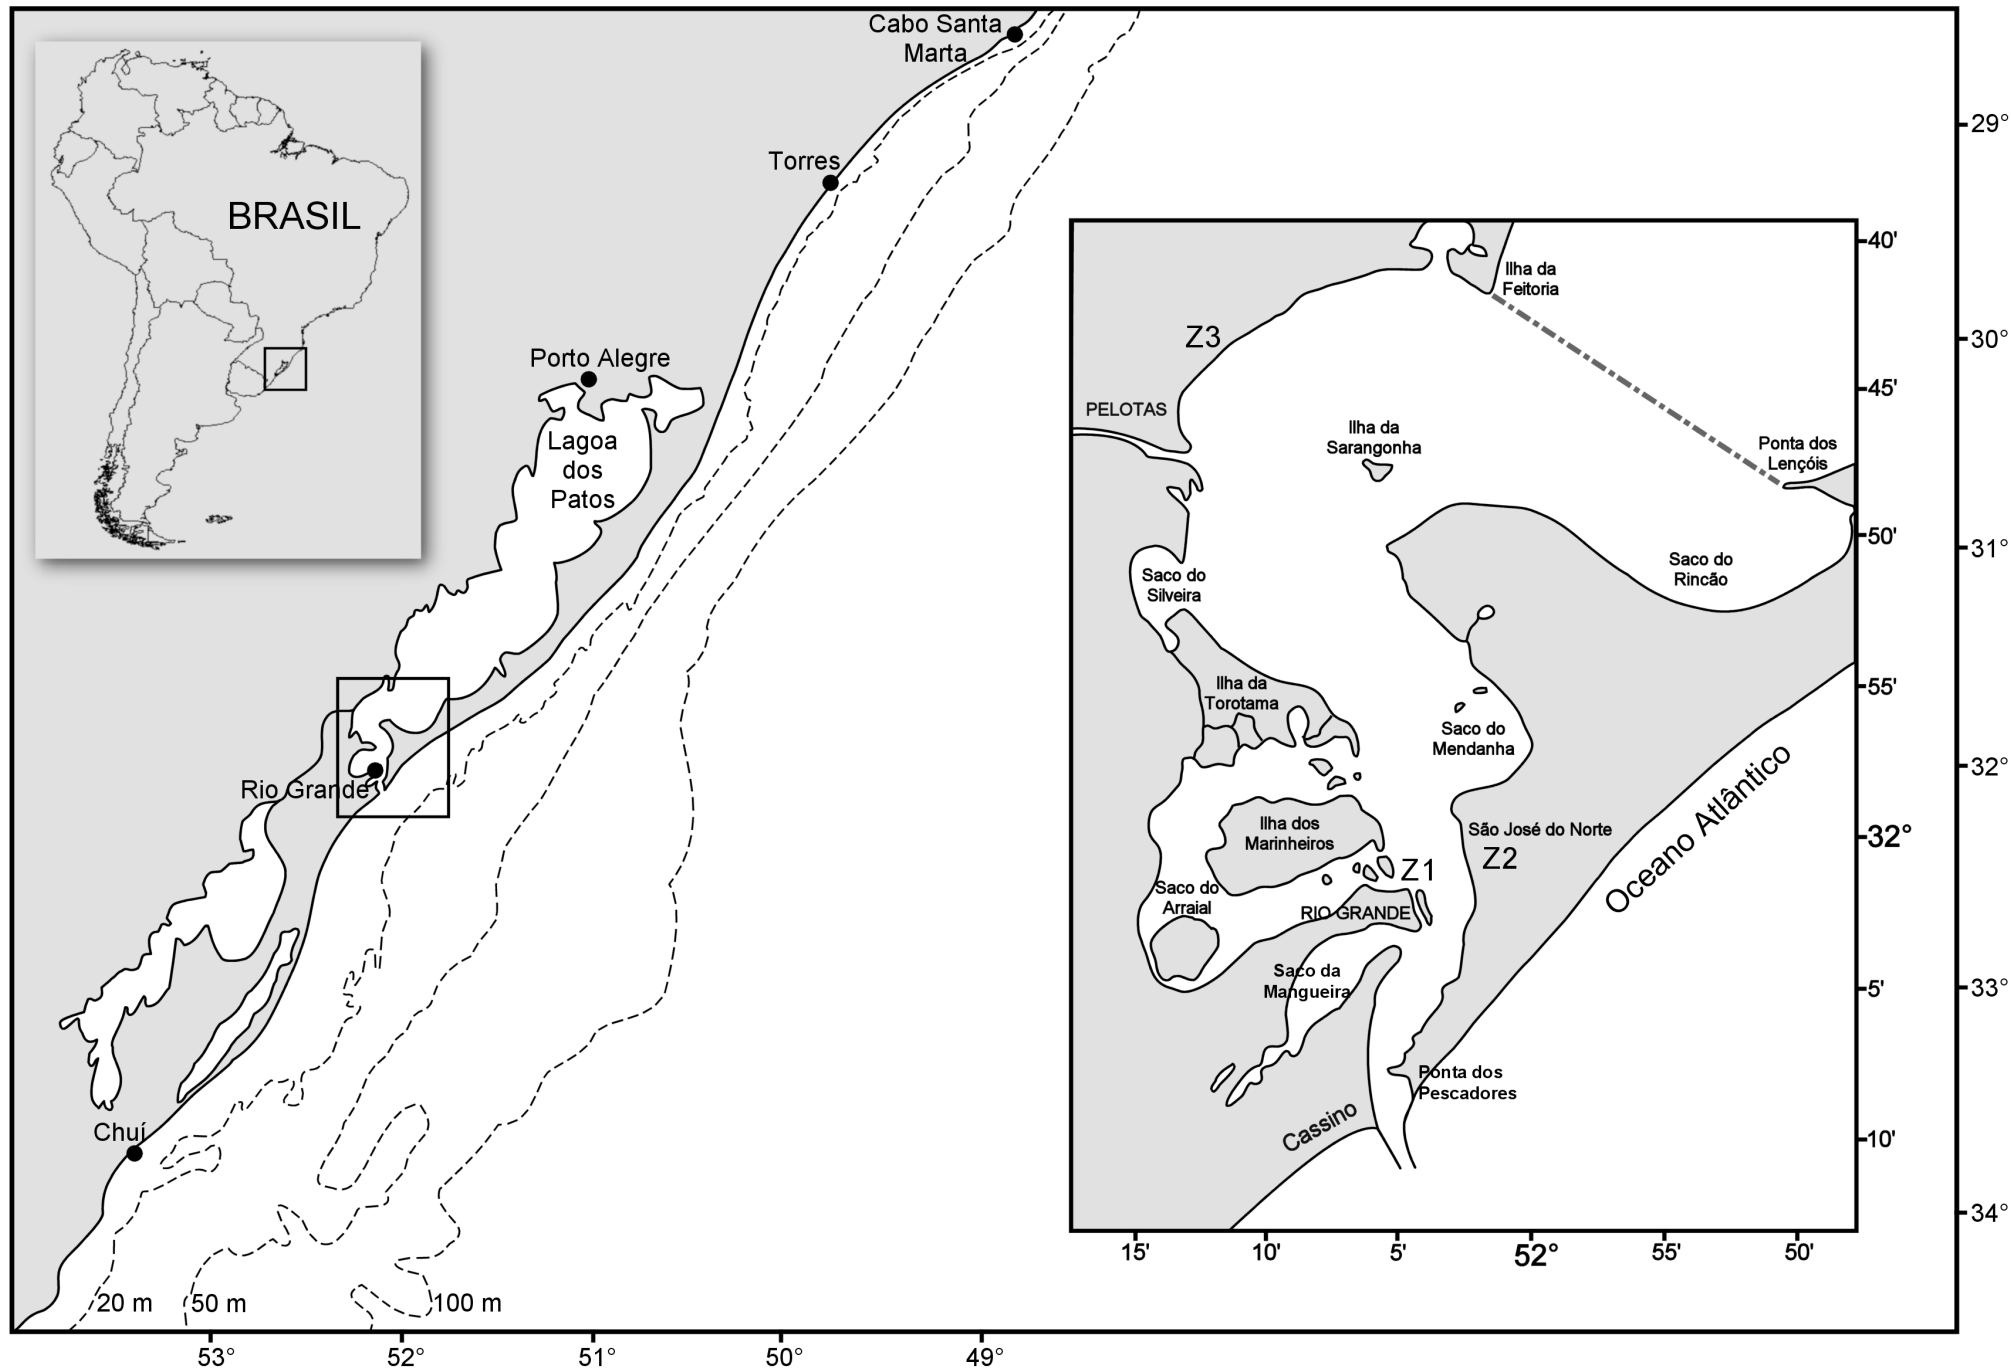 Cabo Santa
Marta
29°
BRASIL
Torres
40'
Ilha da
Feitoria
Z3
30°
Porto Alegre
45'
PELOTAS
Ilha da
Sarangonha
Ponta dos
Lençóis
Lagoa
dos
Patos
50'
31°
Saco do
Rincão
Saco do
Silveira
55'
Ilha da
Torotama
Saco do
Mendanha
32°
Rio Grande
Oceano Atlântico
Ilha dos
Marinheiros
São José do Norte
32°
Z1
Z2
Saco do
Arraial
RIO GRANDE
Saco da
Mangueira
5'
33°
Ponta dos
Pescadores
Cassino
Chuí
10'
34°
15'
10'
5'
52°
55'
50'
20 m
50 m
100 m
53°
52°
51°
50°
49°